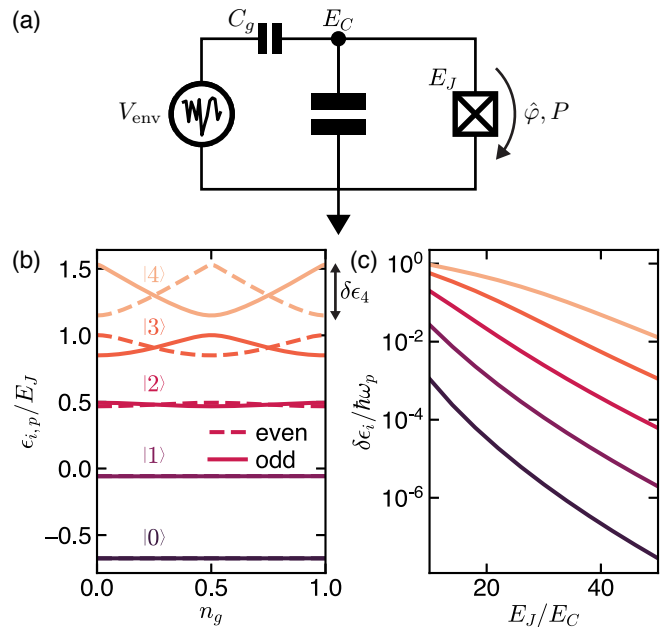 (a)
C_g
E_C
V_env
E_J
φ̂, P
(b)
1.5
1.0
0.5
0.0
−0.5
ϵ_{i,p}/E_J
|4⟩
|3⟩
|2⟩
|1⟩
|0⟩
even
odd
δϵ_4
0.0
0.5
1.0
n_g
(c)
10^0
10^{-2}
10^{-4}
10^{-6}
δϵ_i/ℏω_p
20
40
E_J/E_C